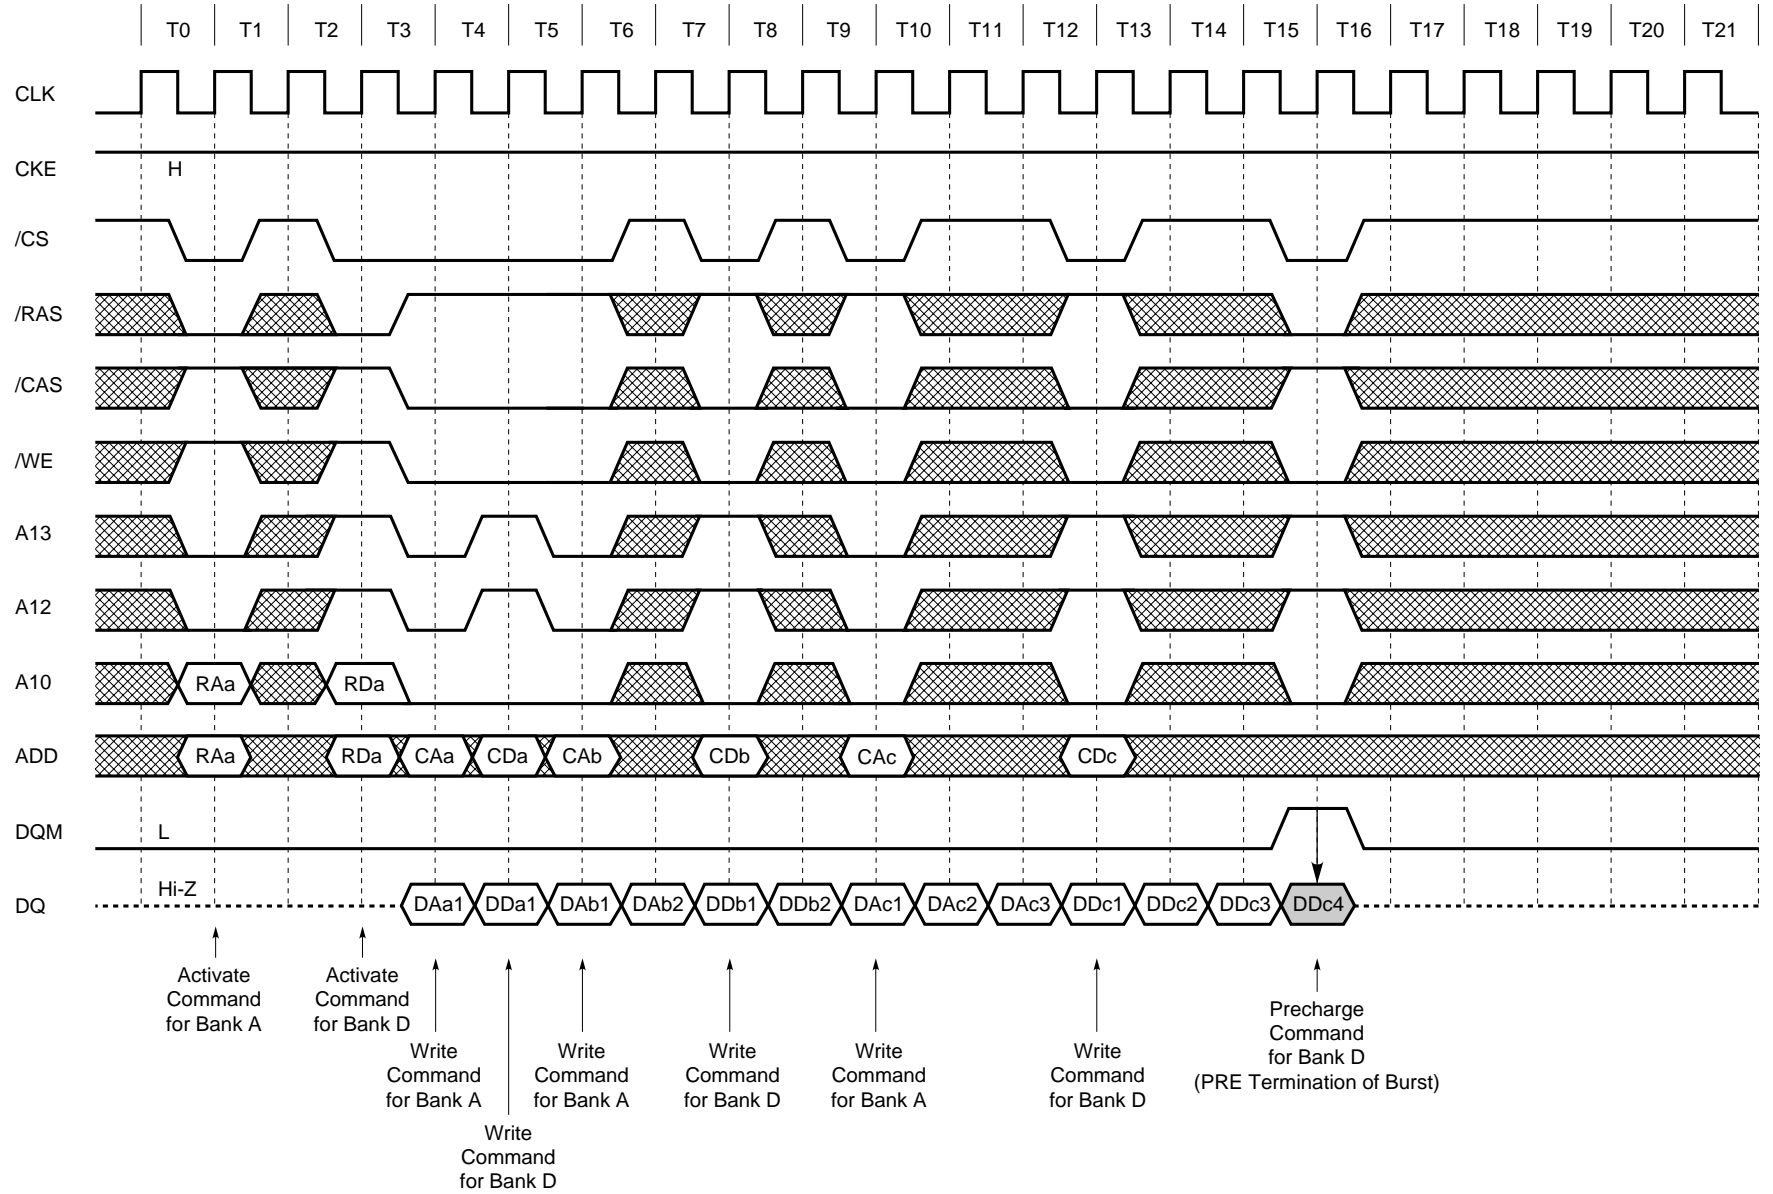 T0 T1 T2 T3 T4 T5 T6 T7 T8 T9 T10 T11 T12 T13 T14 T15 T16 T17 T18 T19 T20 T21
CLK
CKE H
/CS
/RAS
/CAS
/WE
A13
A12
A10 RAa RDa
ADD RAa RDa CAa CDa CAb CDb CAc CDc
DQM L
DQ Hi-Z DAa1 DDa1 DAb1 DAb2 DDb1 DDb2 DAc1 DAc2 DAc3 DDc1 DDc2 DDc3 DDc4
Activate
Command
for Bank A
Activate
Command
for Bank D
Write
Command
for Bank A
Write
Command
for Bank D
Write
Command
for Bank A
Write
Command
for Bank D
Write
Command
for Bank A
Write
Command
for Bank D
Precharge
Command
for Bank D
(PRE Termination of Burst)